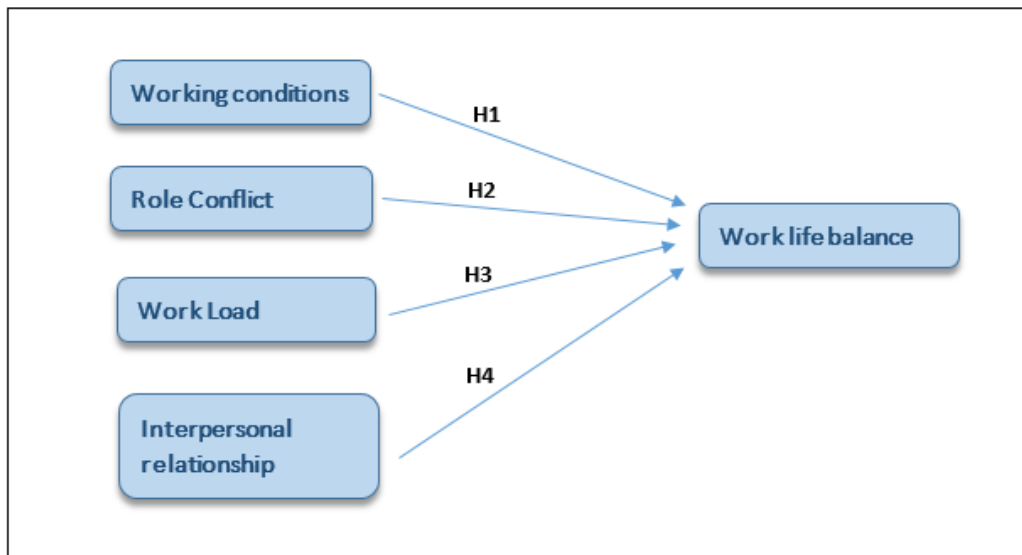 Working conditions
H1
Role Conflict
H2
Work life balance
Work Load
H3
H4
Interpersonal
relationship